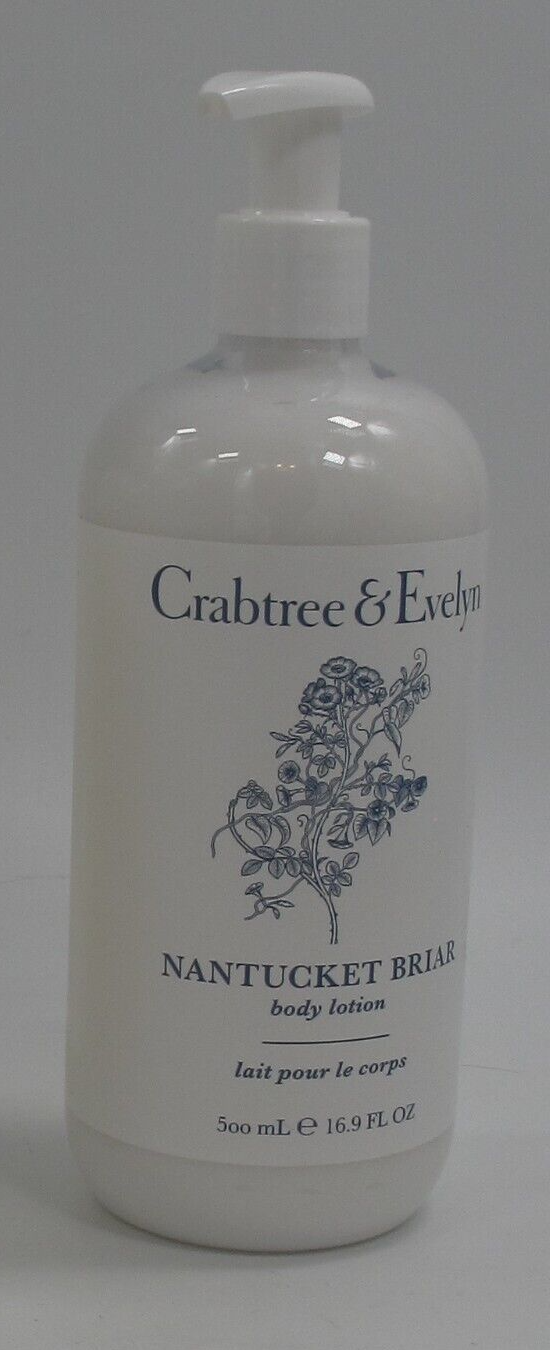 Crabtree & Evelyn
NANTUCKET BRIAR
body lotion
lait pour le corps
500 mL ℮ 16.9 FL OZ